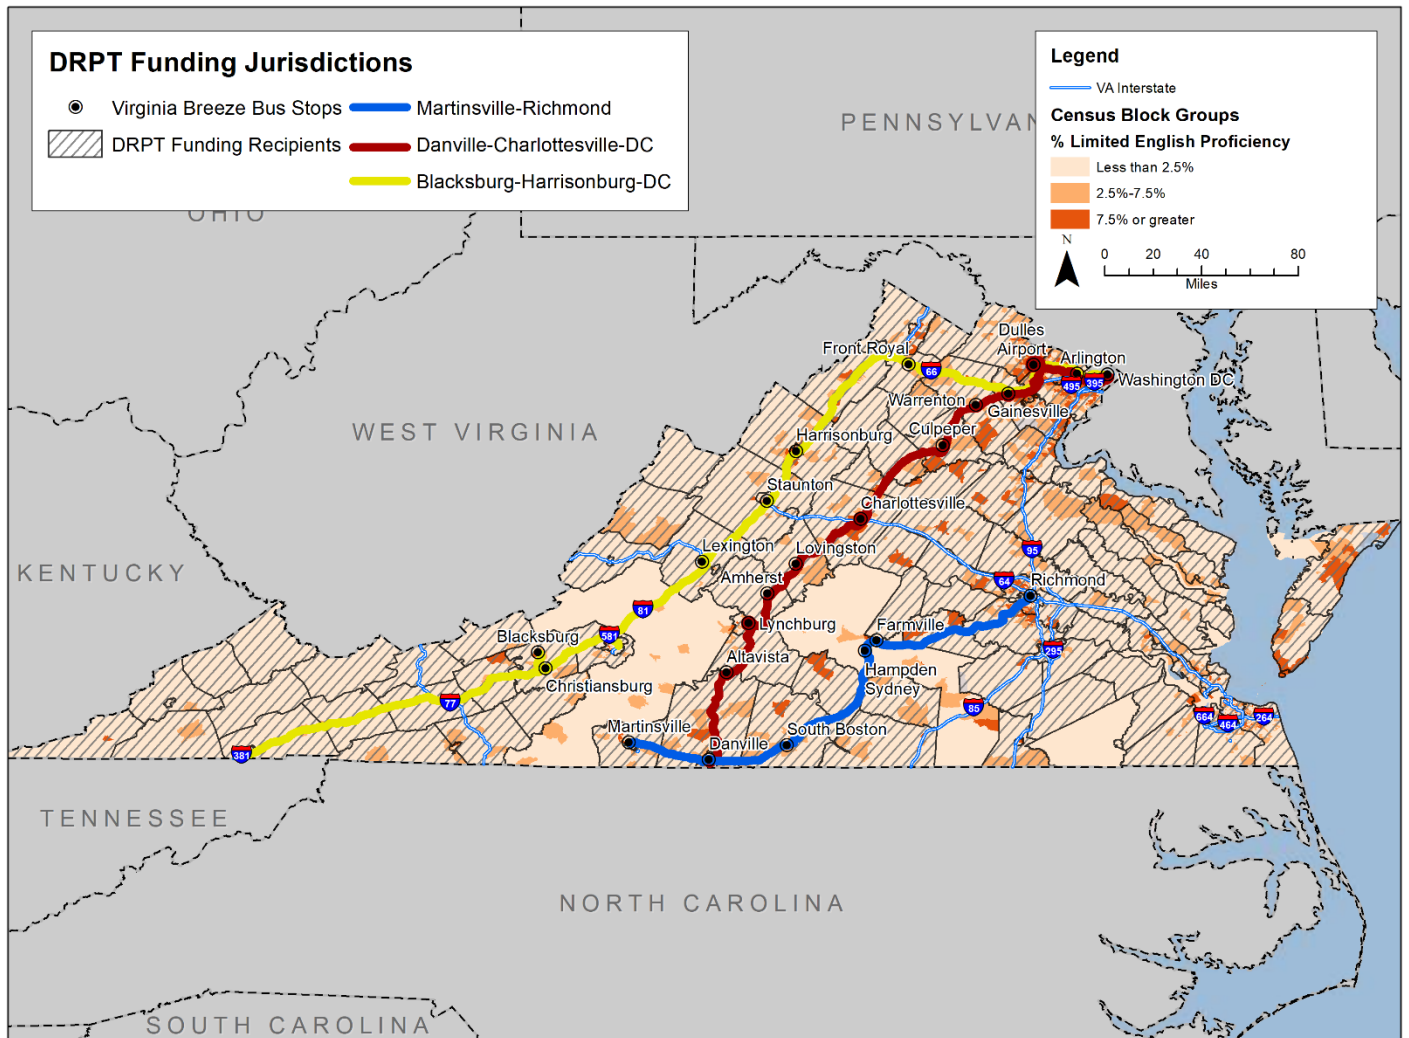 DRPT Funding Jurisdictions
Virginia Breeze Bus Stops
Martinsville-Richmond
DRPT Funding Recipients
Danville-Charlottesville-DC
Blacksburg-Harrisonburg-DC
Legend
VA Interstate
Census Block Groups
% Limited English Proficiency
Less than 2.5%
2.5%-7.5%
7.5% or greater
N
0 20 40 60 80
Miles
PENNSYLVAN
OHIO
WEST VIRGINIA
KENTUCKY
TENNESSEE
NORTH CAROLINA
SOUTH CAROLINA
Dulles
Airport
Arlington
Washington DC
Front Royal
66
495
395
Warrenton
Gainesville
Culpeper
Harrisonburg
Staunton
Charlottesville
Lexington
Lovingston
95
Amherst
64
Richmond
81
Lynchburg
Farmville
581
Blacksburg
295
Altavista
Hampden
Sydney
Christiansburg
77
85
664
464
264
Martinsville
South Boston
Danville
381